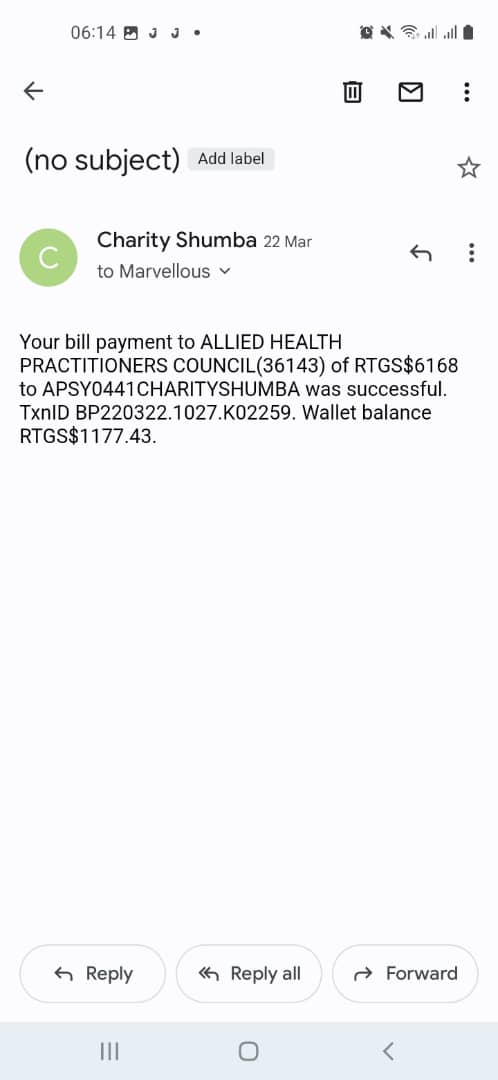 06:14
(no subject) Add label
C
Charity Shumba 22 Mar
to Marvellous
Your bill payment to ALLIED HEALTH
PRACTITIONERS COUNCIL(36143) of RTGS$6168
to APSY0441CHARITYSHUMBA was successful.
TxnID BP220322.1027.K02259. Wallet balance
RTGS$1177.43.
Reply Reply all Forward